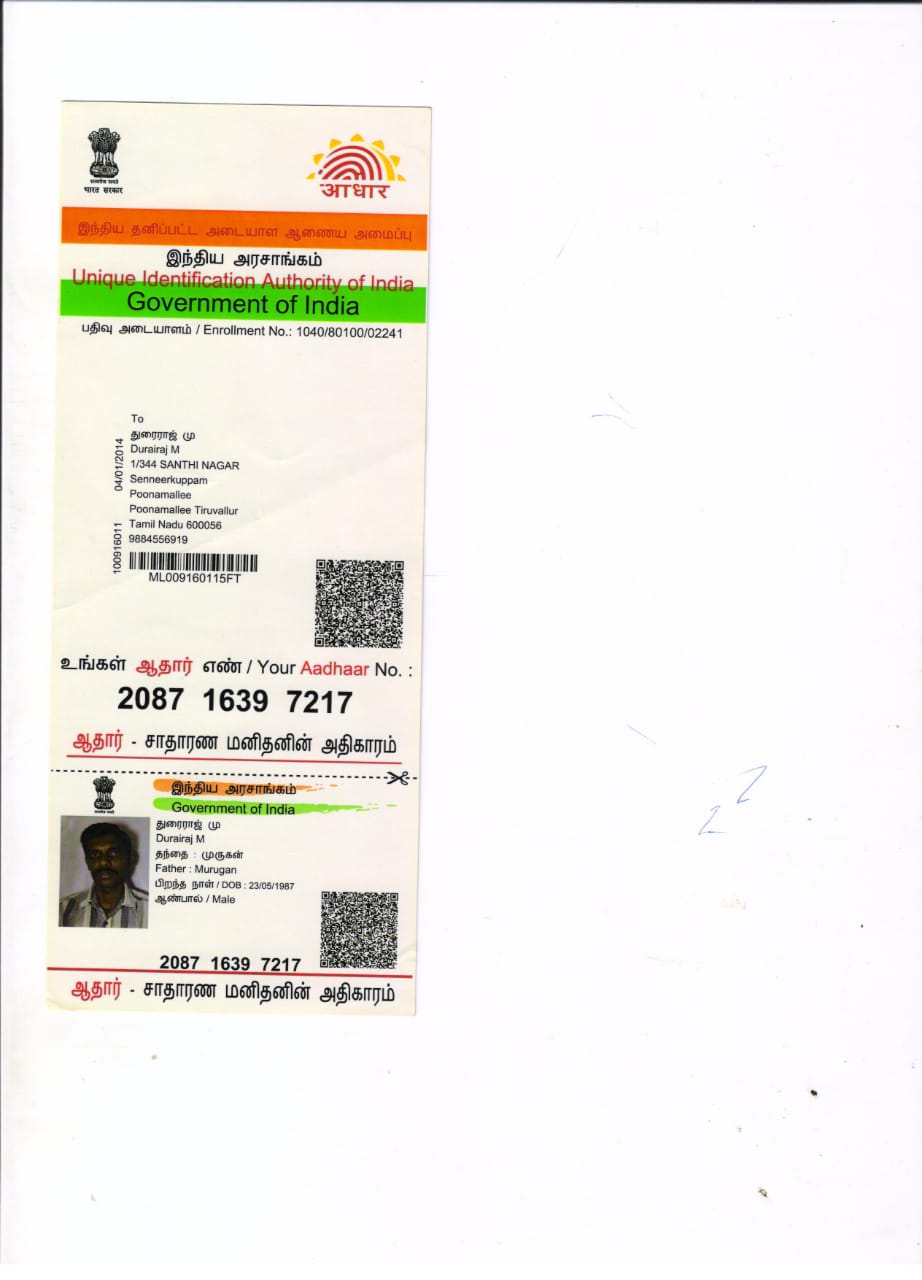 सत्यमेव जयते
भारत सरकार
आधार
இந்திய தனிப்பட்ட அடையாள ஆணைய அமைப்பு
இந்திய அரசாங்கம்
Unique Identification Authority of India
Government of India
பதிவு அடையாளம் / Enrollment No.: 1040/80100/02241
To
துரைராஜ் மு
Durairaj M
1/344 SANTHI NAGAR
Senneerkuppam
Poonamallee
Poonamallee Tiruvallur
Tamil Nadu 600056
9884556919
04/01/2014
100916011
ML009160115FT
உங்கள் ஆதார் எண் / Your Aadhaar No. :
2087 1639 7217
ஆதார் - சாதாரண மனிதனின் அதிகாரம்
இந்திய அரசாங்கம்
Government of India
துரைராஜ் மு
Durairaj M
தந்தை : முருகன்
Father : Murugan
பிறந்த நாள் / DOB : 23/05/1987
ஆண்பால் / Male
2087 1639 7217
ஆதார் - சாதாரண மனிதனின் அதிகாரம்